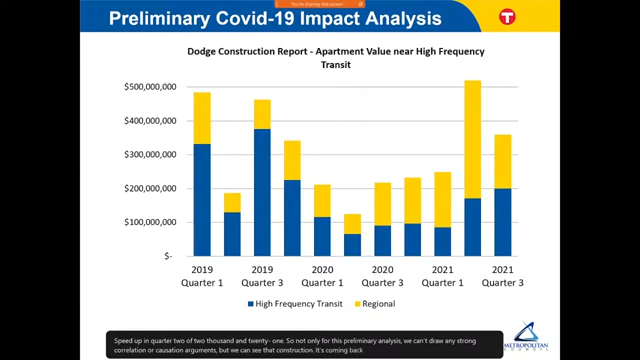 You're sharing this screen
Preliminary Covid-19 Impact Analysis
T
Dodge Construction Report - Apartment Value near High Frequency
Transit
$500,000,000
$400,000,000
$300,000,000
$200,000,000
$100,000,000
$-
2019 2019 2020 2020 2021 2021
Quarter 1 Quarter 3 Quarter 1 Quarter 3 Quarter 1 Quarter 3
High Frequency Transit Regional
Speed up in quarter two of two thousand and twenty- one. So not only for this preliminary analysis, we can't draw any strong
correlation or causation arguments, but we can see that construction. It's coming back
METROPOLITAN
COUNCIL